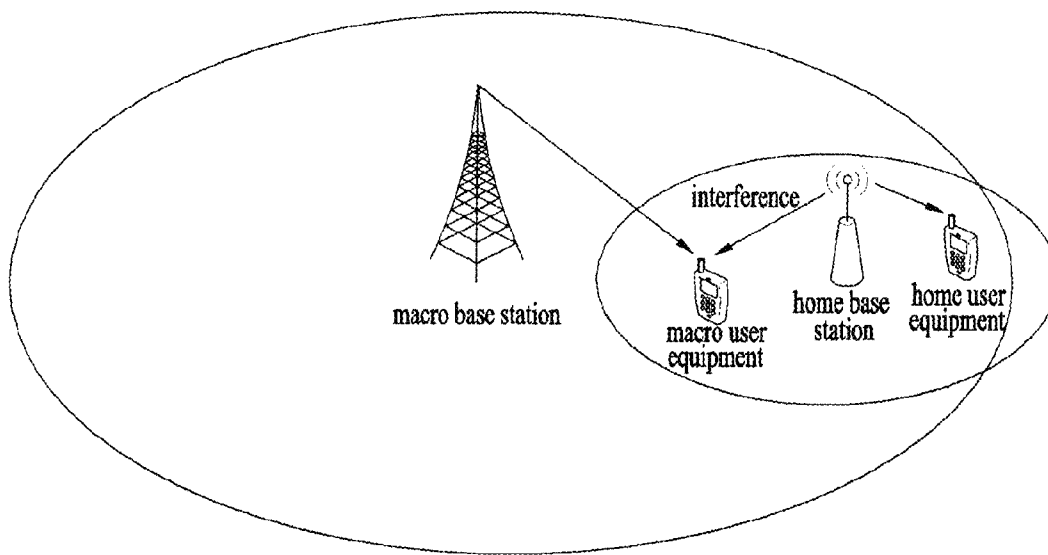 interference
macro base station
macro user
equipment
home base
station
home user
equipment